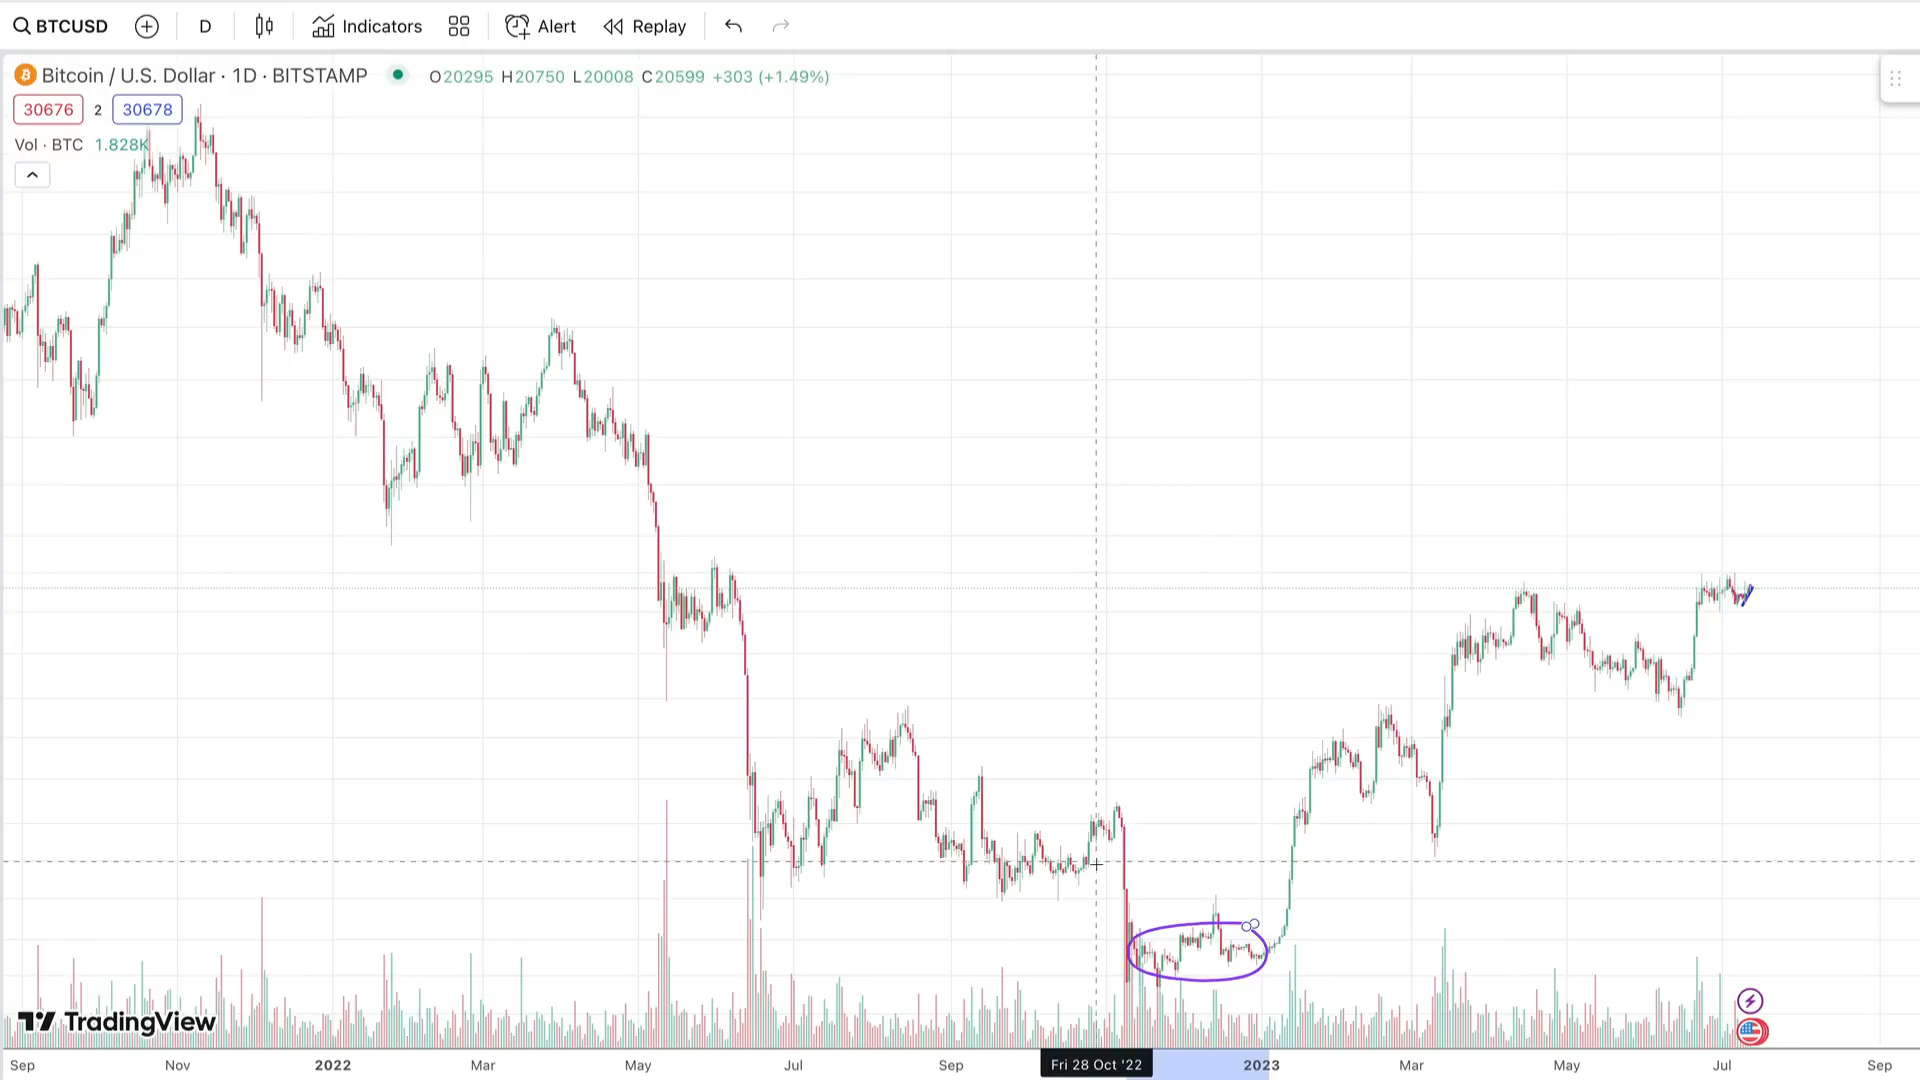 BTCUSD D Indicators Alert Replay
Bitcoin / U.S. Dollar · 1D · BITSTAMP O20295 H20750 L20008 C20599 +303 (+1.49%)
30676 2 30678
Vol · BTC 1.828K
TradingView
Sep Nov 2022 Mar May Jul Sep Fri 28 Oct '22 2023 Mar May Jul Sep